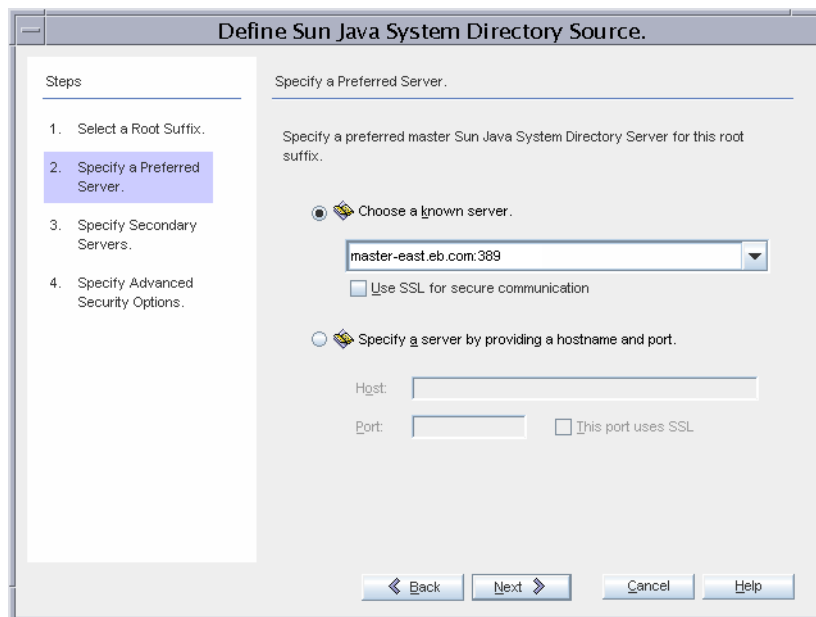 Define Sun Java System Directory Source.
Steps
1. Select a Root Suffix.
2. Specify a Preferred
Server.
3. Specify Secondary
Servers.
4. Specify Advanced
Security Options.
Specify a Preferred Server.
Specify a preferred master Sun Java System Directory Server for this root
suffix.
Choose a known server.
master-east.eb.com:389
Use SSL for secure communication
Specify a server by providing a hostname and port.
Host:
Port:
This port uses SSL
Back
Next
Cancel
Help